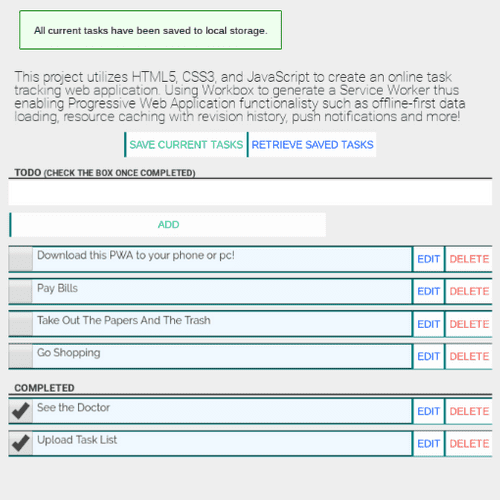 All current tasks have been saved to local storage.
This project utilizes HTML5, CSS3, and JavaScript to create an online task
tracking web application. Using Workbox to generate a Service Worker thus
enabling Progressive Web Application functionalisty such as offline-first data
loading, resource caching with revision history, push notifications and more!
SAVE CURRENT TASKS RETRIEVE SAVED TASKS
TODO (CHECK THE BOX ONCE COMPLETED)
ADD
Download this PWA to your phone or pc! EDIT DELETE
Pay Bills EDIT DELETE
Take Out The Papers And The Trash EDIT DELETE
Go Shopping EDIT DELETE
COMPLETED
See the Doctor EDIT DELETE
Upload Task List EDIT DELETE